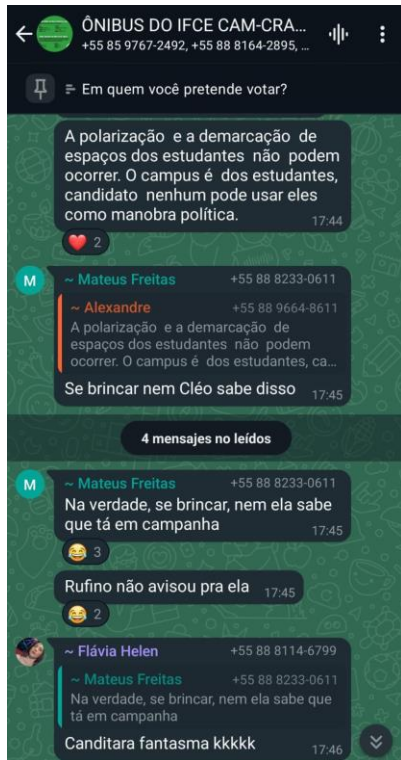 ÔNIBUS DO IFCE CAM-CRA...
+55 85 9767-2492, +55 88 8164-2895, ...
Em quem você pretende votar?
A polarização e a demarcação de
espaços dos estudantes não podem
ocorrer. O campus é dos estudantes,
candidato nenhum pode usar eles
como manobra política.
17:44
2
M
~ Mateus Freitas +55 88 8233-0611
~ Alexandre +55 88 9664-8611
A polarização e a demarcação de
espaços dos estudantes não podem
ocorrer. O campus é dos estudantes, ca...
Se brincar nem Cléo sabe disso 17:45
4 mensajes no leídos
M
~ Mateus Freitas +55 88 8233-0611
Na verdade, se brincar, nem ela sabe
que tá em campanha
17:45
3
Rufino não avisou pra ela 17:45
2
~ Flávia Helen +55 88 8114-6799
~ Mateus Freitas +55 88 8233-0611
Na verdade, se brincar, nem ela sabe que
tá em campanha
Canditara fantasma kkkkk 17:46